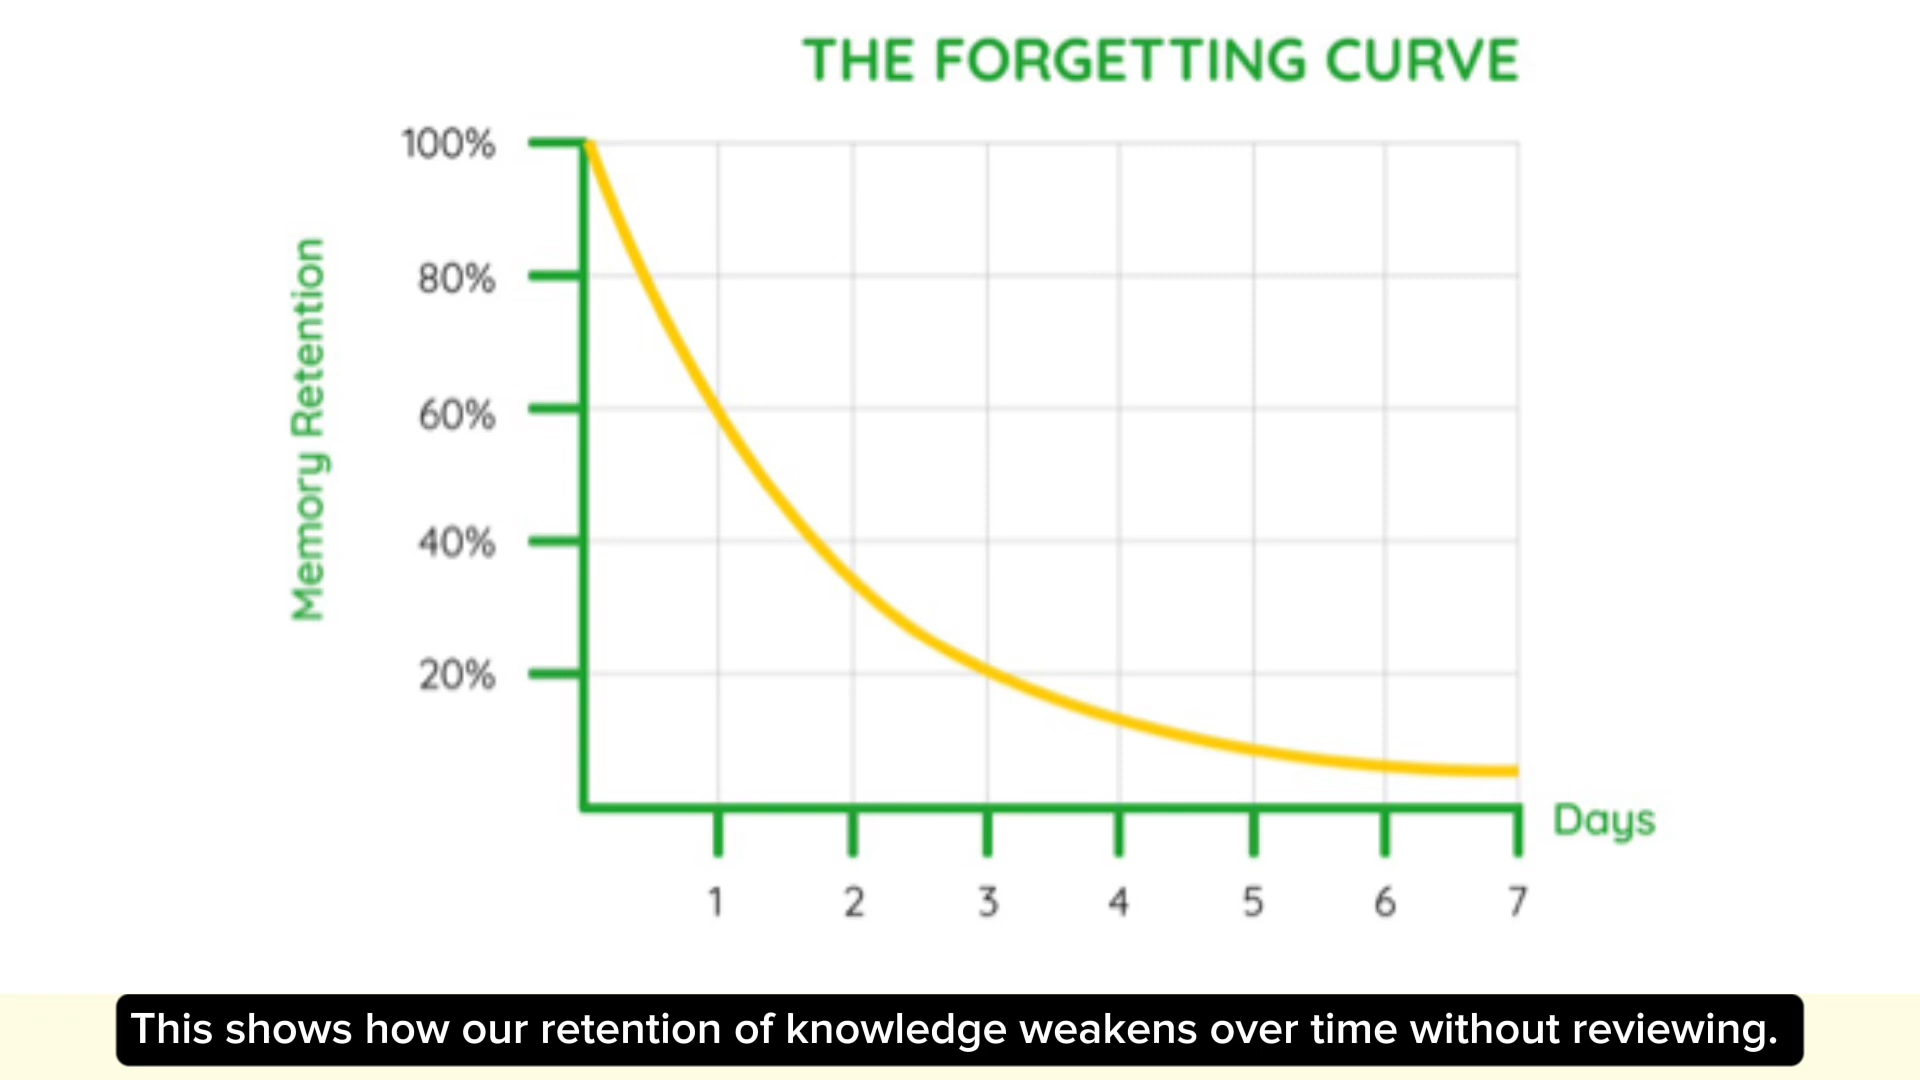 THE FORGETTING CURVE
100%
80%
60%
40%
20%
Memory Retention
1 2 3 4 5 6 7
Days
This shows how our retention of knowledge weakens over time without reviewing.